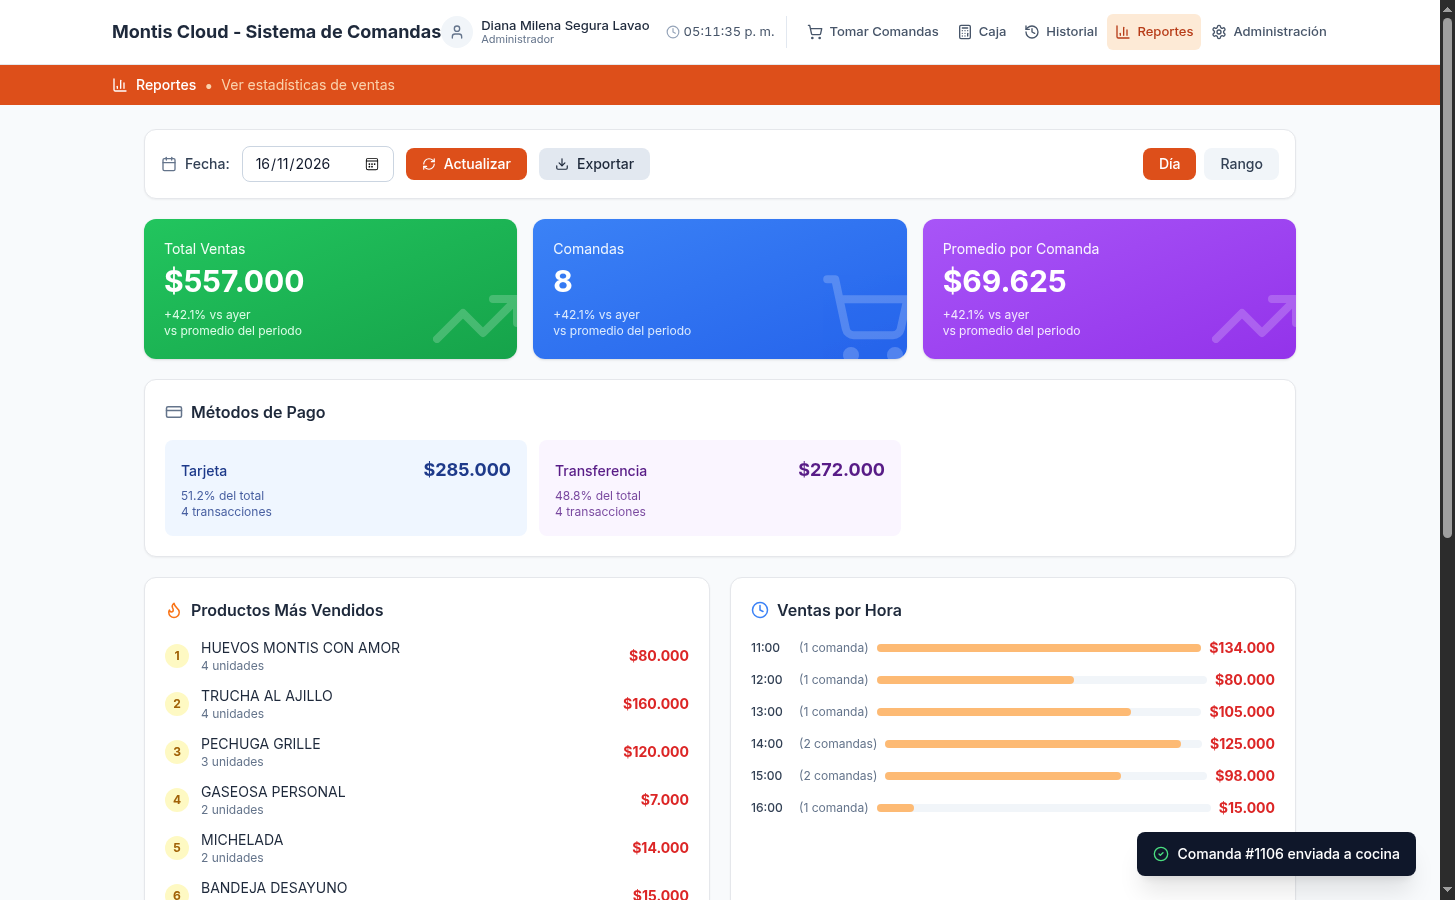 Montis Cloud - Sistema de Comandas
Diana Milena Segura Lavao
Administrador
05:11:35 p. m.
Tomar Comandas
Caja
Historial
Reportes
Administración
Reportes • Ver estadísticas de ventas
Fecha:
16/11/2026
Actualizar
Exportar
Día
Rango
Total Ventas
$557.000
+42.1% vs ayer
vs promedio del periodo
Comandas
8
+42.1% vs ayer
vs promedio del periodo
Promedio por Comanda
$69.625
+42.1% vs ayer
vs promedio del periodo
Métodos de Pago
Tarjeta $285.000
51.2% del total
4 transacciones
Transferencia $272.000
48.8% del total
4 transacciones
Productos Más Vendidos
1 HUEVOS MONTIS CON AMOR
4 unidades
$80.000
2 TRUCHA AL AJILLO
4 unidades
$160.000
3 PECHUGA GRILLE
3 unidades
$120.000
4 GASEOSA PERSONAL
2 unidades
$7.000
5 MICHELADA
2 unidades
$14.000
6 BANDEJA DESAYUNO
$15.000
Ventas por Hora
11:00 (1 comanda) $134.000
12:00 (1 comanda) $80.000
13:00 (1 comanda) $105.000
14:00 (2 comandas) $125.000
15:00 (2 comandas) $98.000
16:00 (1 comanda) $15.000
Comanda #1106 enviada a cocina